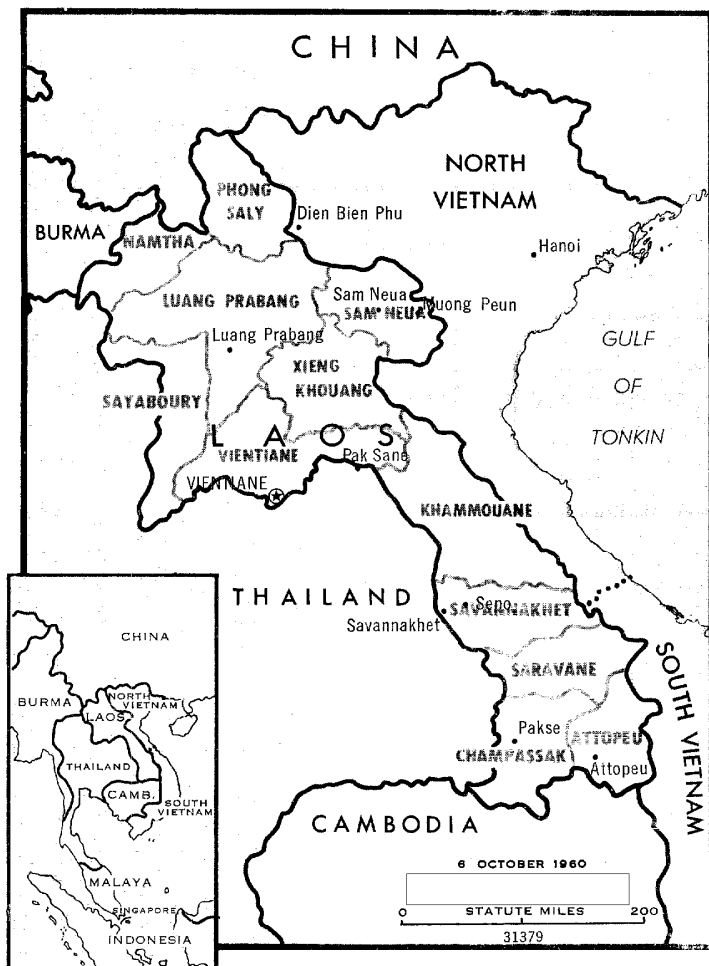 CHINA
NORTH
VIETNAM
PHONG
SALY
Dien Bien Phu
BURMA
NAMTHA
Hanoi
LUANG PRABANG
Sam Neua
SAM NEUA
Muong Peun
Luang Prabang
XIENG
KHOUANG
GULF
OF
TONKIN
SAYABOURY
LAOS
VIENTIANE
Pak Sane
VIENTIANE
KHAMMOUANE
THAILAND
SAVANNAKHET
Seno
Savannakhet
SARAVANE
SOUTH VIETNAM
Pakse
ATTOPEU
CHAMPASSAK
Attopeu
CAMBODIA
6 OCTOBER 1960
0 STATUTE MILES 200
31379
CHINA
BURMA
NORTH
VIETNAM
LAOS
THAILAND
CAMB.
SOUTH
VIETNAM
MALAYA
SINGAPORE
INDONESIA